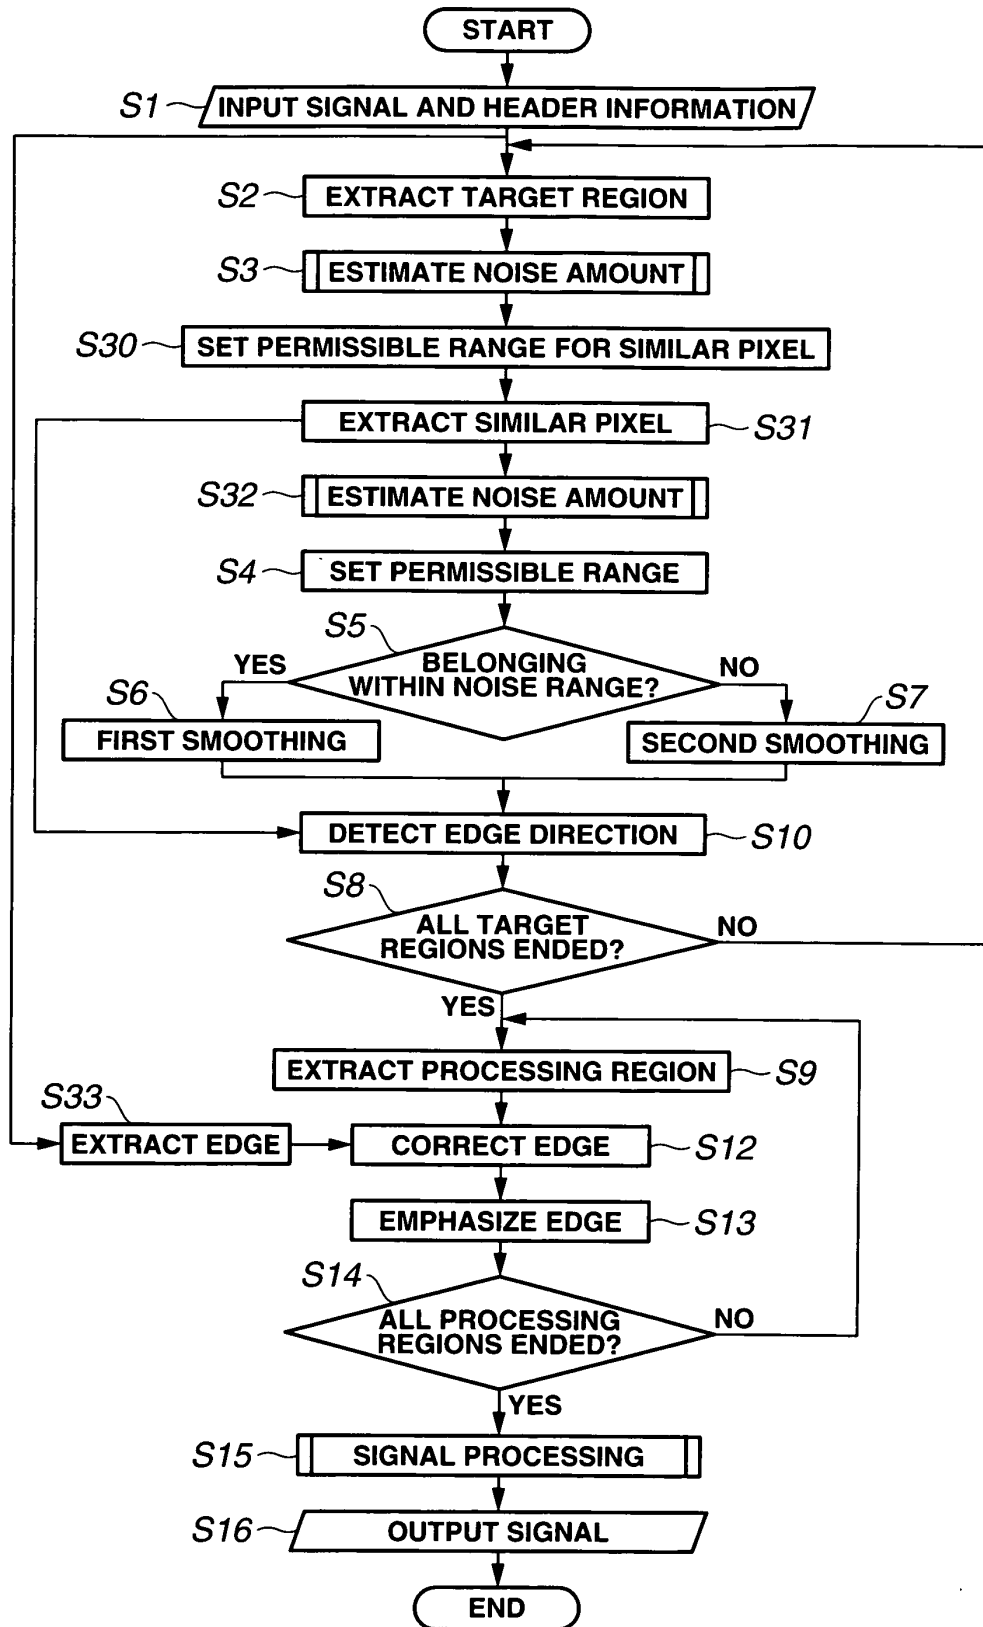 START
S1
INPUT SIGNAL AND HEADER INFORMATION
S2
EXTRACT TARGET REGION
S3
ESTIMATE NOISE AMOUNT
S30
SET PERMISSIBLE RANGE FOR SIMILAR PIXEL
EXTRACT SIMILAR PIXEL
S31
S32
ESTIMATE NOISE AMOUNT
S4
SET PERMISSIBLE RANGE
S5
YES
BELONGING
WITHIN NOISE RANGE?
NO
S6
FIRST SMOOTHING
S7
SECOND SMOOTHING
DETECT EDGE DIRECTION
S10
S8
ALL TARGET
REGIONS ENDED?
NO
YES
EXTRACT PROCESSING REGION
S9
S33
EXTRACT EDGE
CORRECT EDGE
S12
EMPHASIZE EDGE
S13
S14
ALL PROCESSING
REGIONS ENDED?
NO
YES
S15
SIGNAL PROCESSING
S16
OUTPUT SIGNAL
END